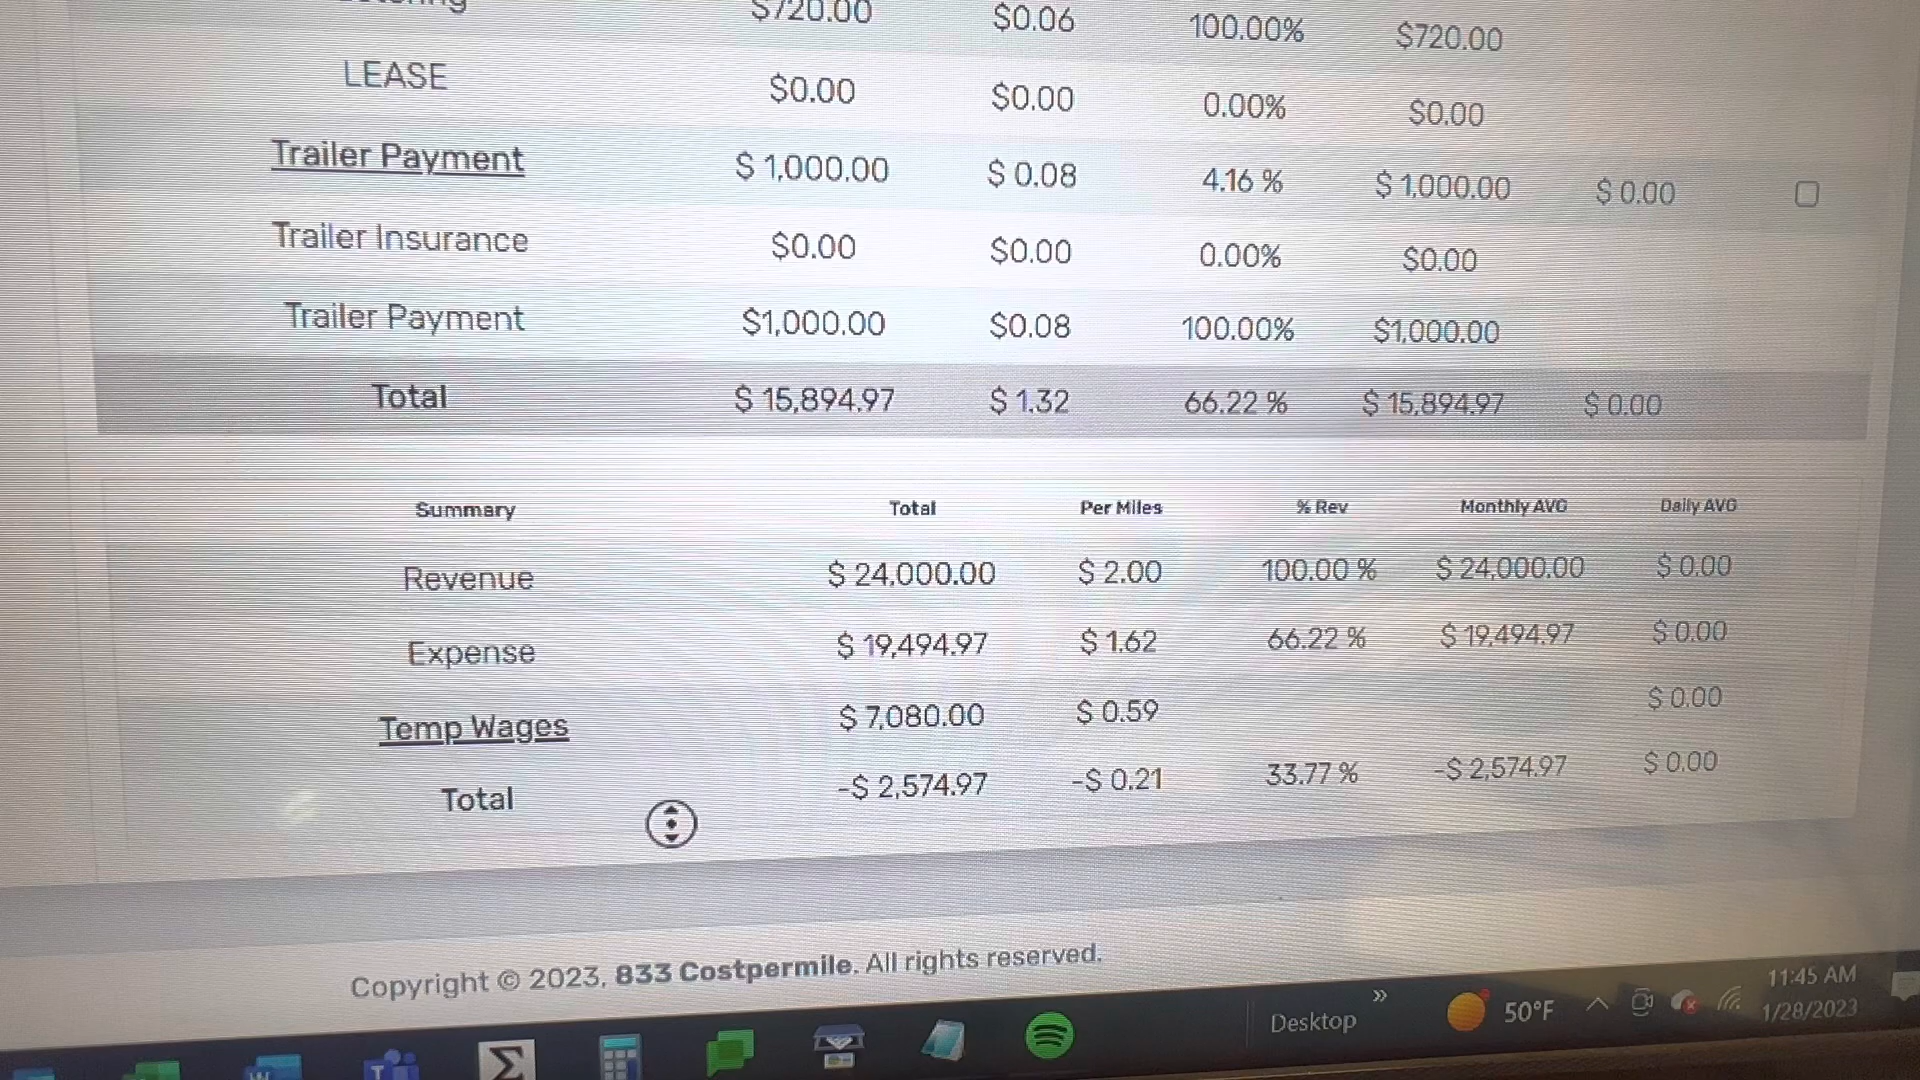 $720.00 $0.06 100.00% $720.00
LEASE $0.00 $0.00 0.00% $0.00
Trailer Payment $ 1,000.00 $ 0.08 4.16 % $ 1,000.00 $ 0.00
Trailer Insurance $0.00 $0.00 0.00% $0.00
Trailer Payment $1,000.00 $0.08 100.00% $1,000.00
Total $ 15,894.97 $ 1.32 66.22 % $ 15,894.97 $ 0.00
Summary Total Per Miles % Rev Monthly AVG Daily AVG
Revenue $ 24,000.00 $ 2.00 100.00 % $ 24,000.00 $ 0.00
Expense $ 19,494.97 $ 1.62 66.22 % $ 19,494.97 $ 0.00
Temp Wages $ 7,080.00 $ 0.59 $ 0.00
Total -$ 2,574.97 -$ 0.21 33.77 % -$ 2,574.97 $ 0.00
Copyright © 2023, 833 Costpermile. All rights reserved.
Desktop » 50°F 11:45 AM
1/28/2023